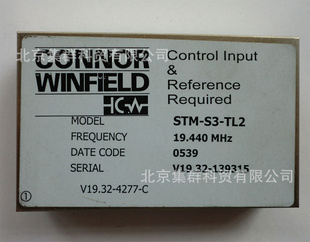 CONNOR
WINFIELD
Control Input
&
Reference
Required
MODEL STM-S3-TL2
FREQUENCY 19.440 MHz
DATE CODE 0539
SERIAL V19.32-139315
V19.32-4277-C
①
北京集群科贸有限公司
北京集群科贸有限公司